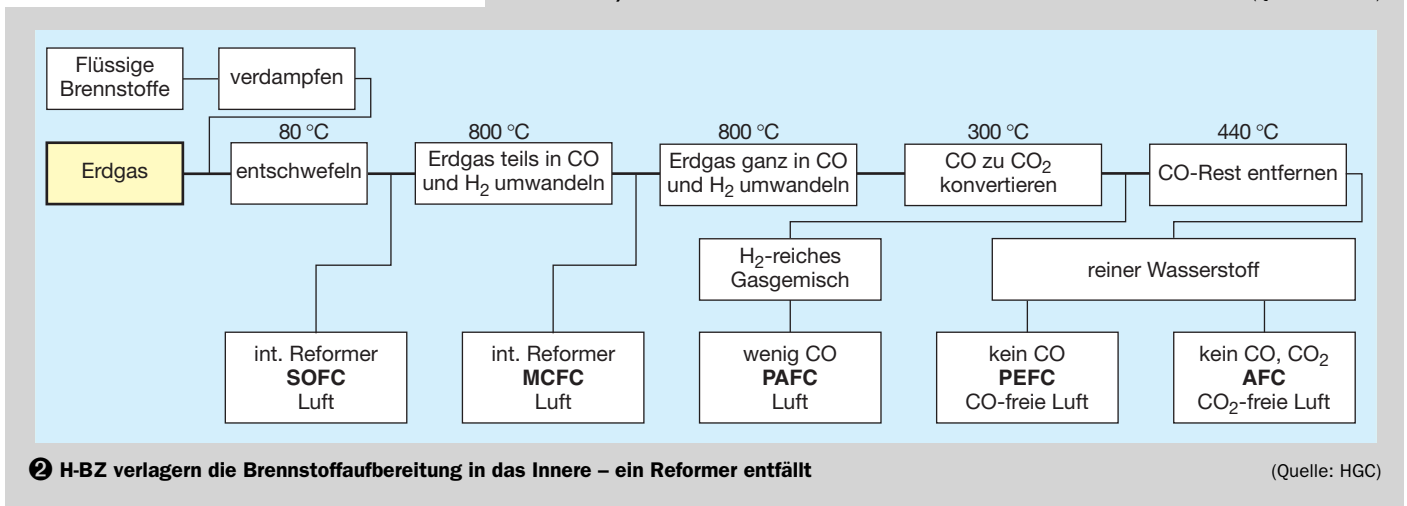 Flüssige
Brennstoffe
verdampfen
80 °C
800 °C
800 °C
300 °C
440 °C
Erdgas
entschwefeln
Erdgas teils in CO
und H2 umwandeln
Erdgas ganz in CO
und H2 umwandeln
CO zu CO2
konvertieren
CO-Rest entfernen
H2-reiches
Gasgemisch
reiner Wasserstoff
int. Reformer
SOFC
Luft
int. Reformer
MCFC
Luft
wenig CO
PAFC
Luft
kein CO
PEFC
CO-freie Luft
kein CO, CO2
AFC
CO2-freie Luft
❷ H-BZ verlagern die Brennstoffaufbereitung in das Innere – ein Reformer entfällt
(Quelle: HGC)